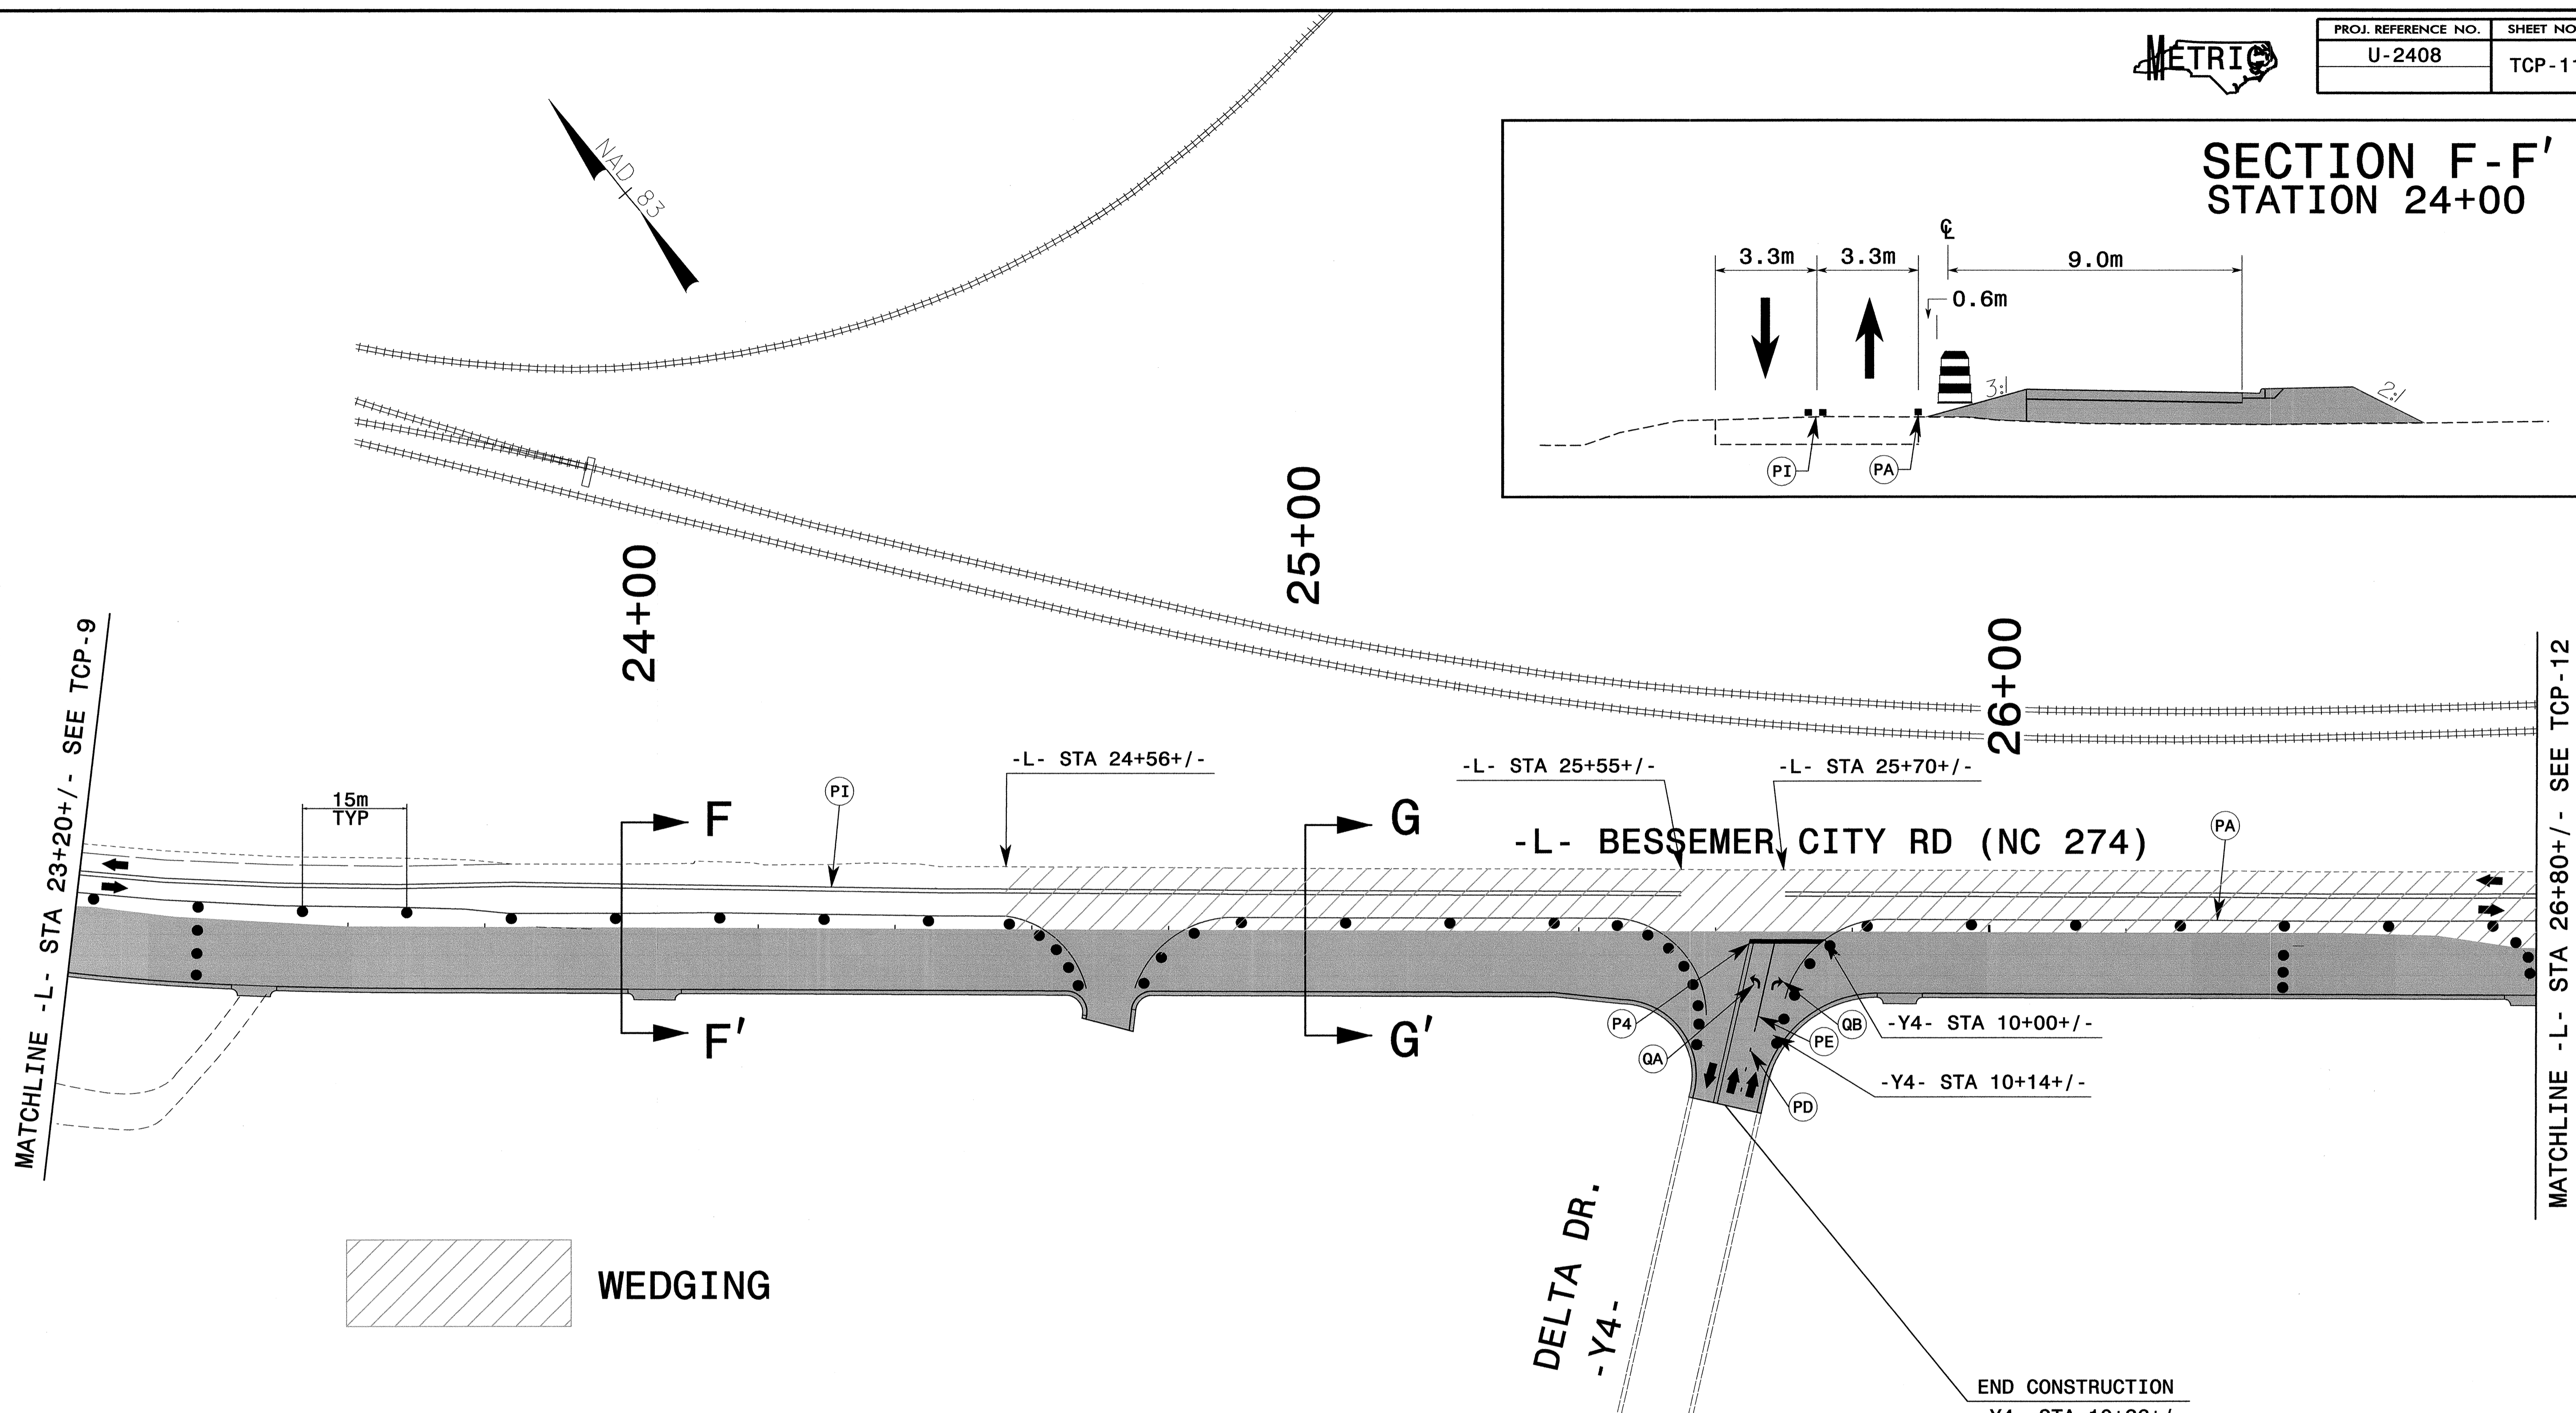 METRIC
PROJ. REFERENCE NO.
SHEET NO
U-2408
TCP-11
SECTION F-F'
STATION 24+00
℄
3.3m
3.3m
9.0m
0.6m
3:1
2:1
PI
PA
NAD 83
24+00
25+00
26+00
MATCHLINE -L- STA 23+20+/- SEE TCP-9
MATCHLINE -L- STA 26+80+/- SEE TCP-12
-L- STA 24+56+/-
-L- STA 25+55+/-
-L- STA 25+70+/-
15m
TYP
PI
F
G
-L- BESSEMER CITY RD (NC 274)
PA
F'
G'
P4
QA
QB
PE
PD
-Y4- STA 10+00+/-
-Y4- STA 10+14+/-
WEDGING
DELTA DR.
-Y4-
END CONSTRUCTION